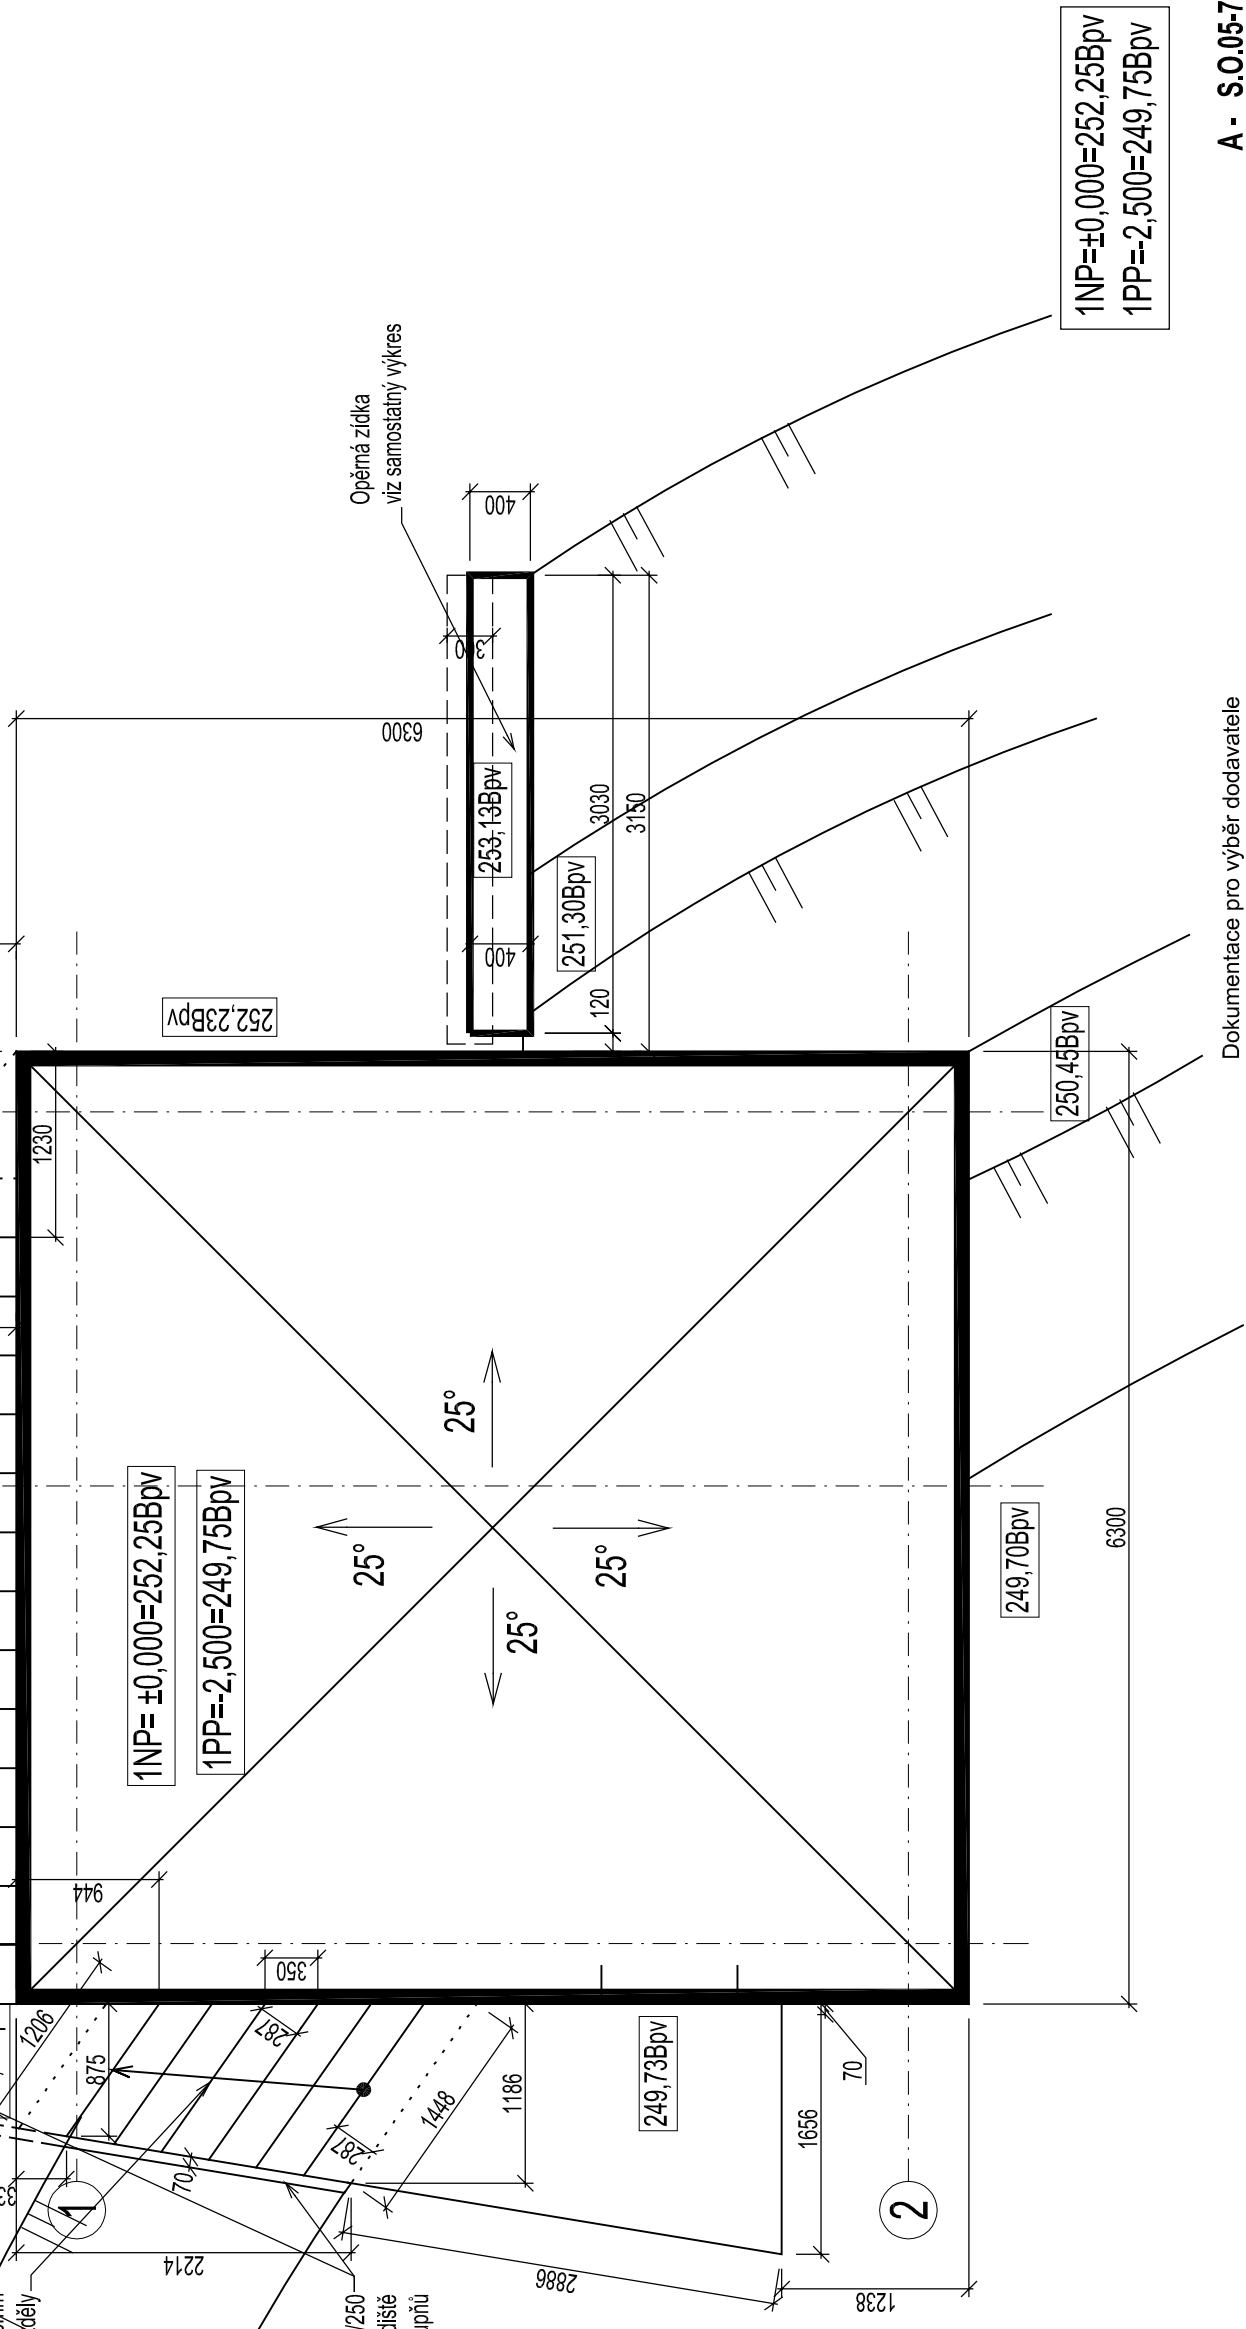 1NP=±0,000=252,25Bpv
1PP=-2,500=249,75Bpv
A - S.O.05-7
Opěrná zídka
viz samostatný výkres
400
300
6300
253,13Bpv
3030
3150
400
251,30Bpv
120
252,23Bpv
250,45Bpv
Dokumentace pro výběr dodavatele
1230
25°
25°
25°
25°
1NP= ±0,000=252,25Bpv
1PP=-2,500=249,75Bpv
249,70Bpv
6300
944
350
1206
875
287
287
1448
1186
249,73Bpv
70
1656
70
1
2
2214
2886
1238
/250